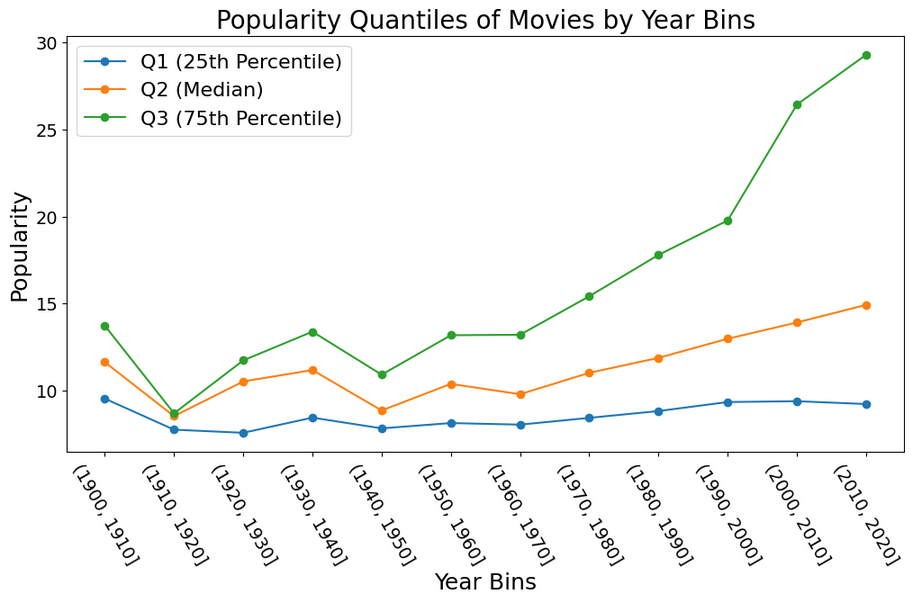 Popularity Quantiles of Movies by Year Bins
Q1 (25th Percentile)
Q2 (Median)
Q3 (75th Percentile)
30
25
20
15
10
Popularity
(1900, 1910]
(1910, 1920]
(1920, 1930]
(1930, 1940]
(1940, 1950]
(1950, 1960]
(1960, 1970]
(1970, 1980]
(1980, 1990]
(1990, 2000]
(2000, 2010]
(2010, 2020]
Year Bins